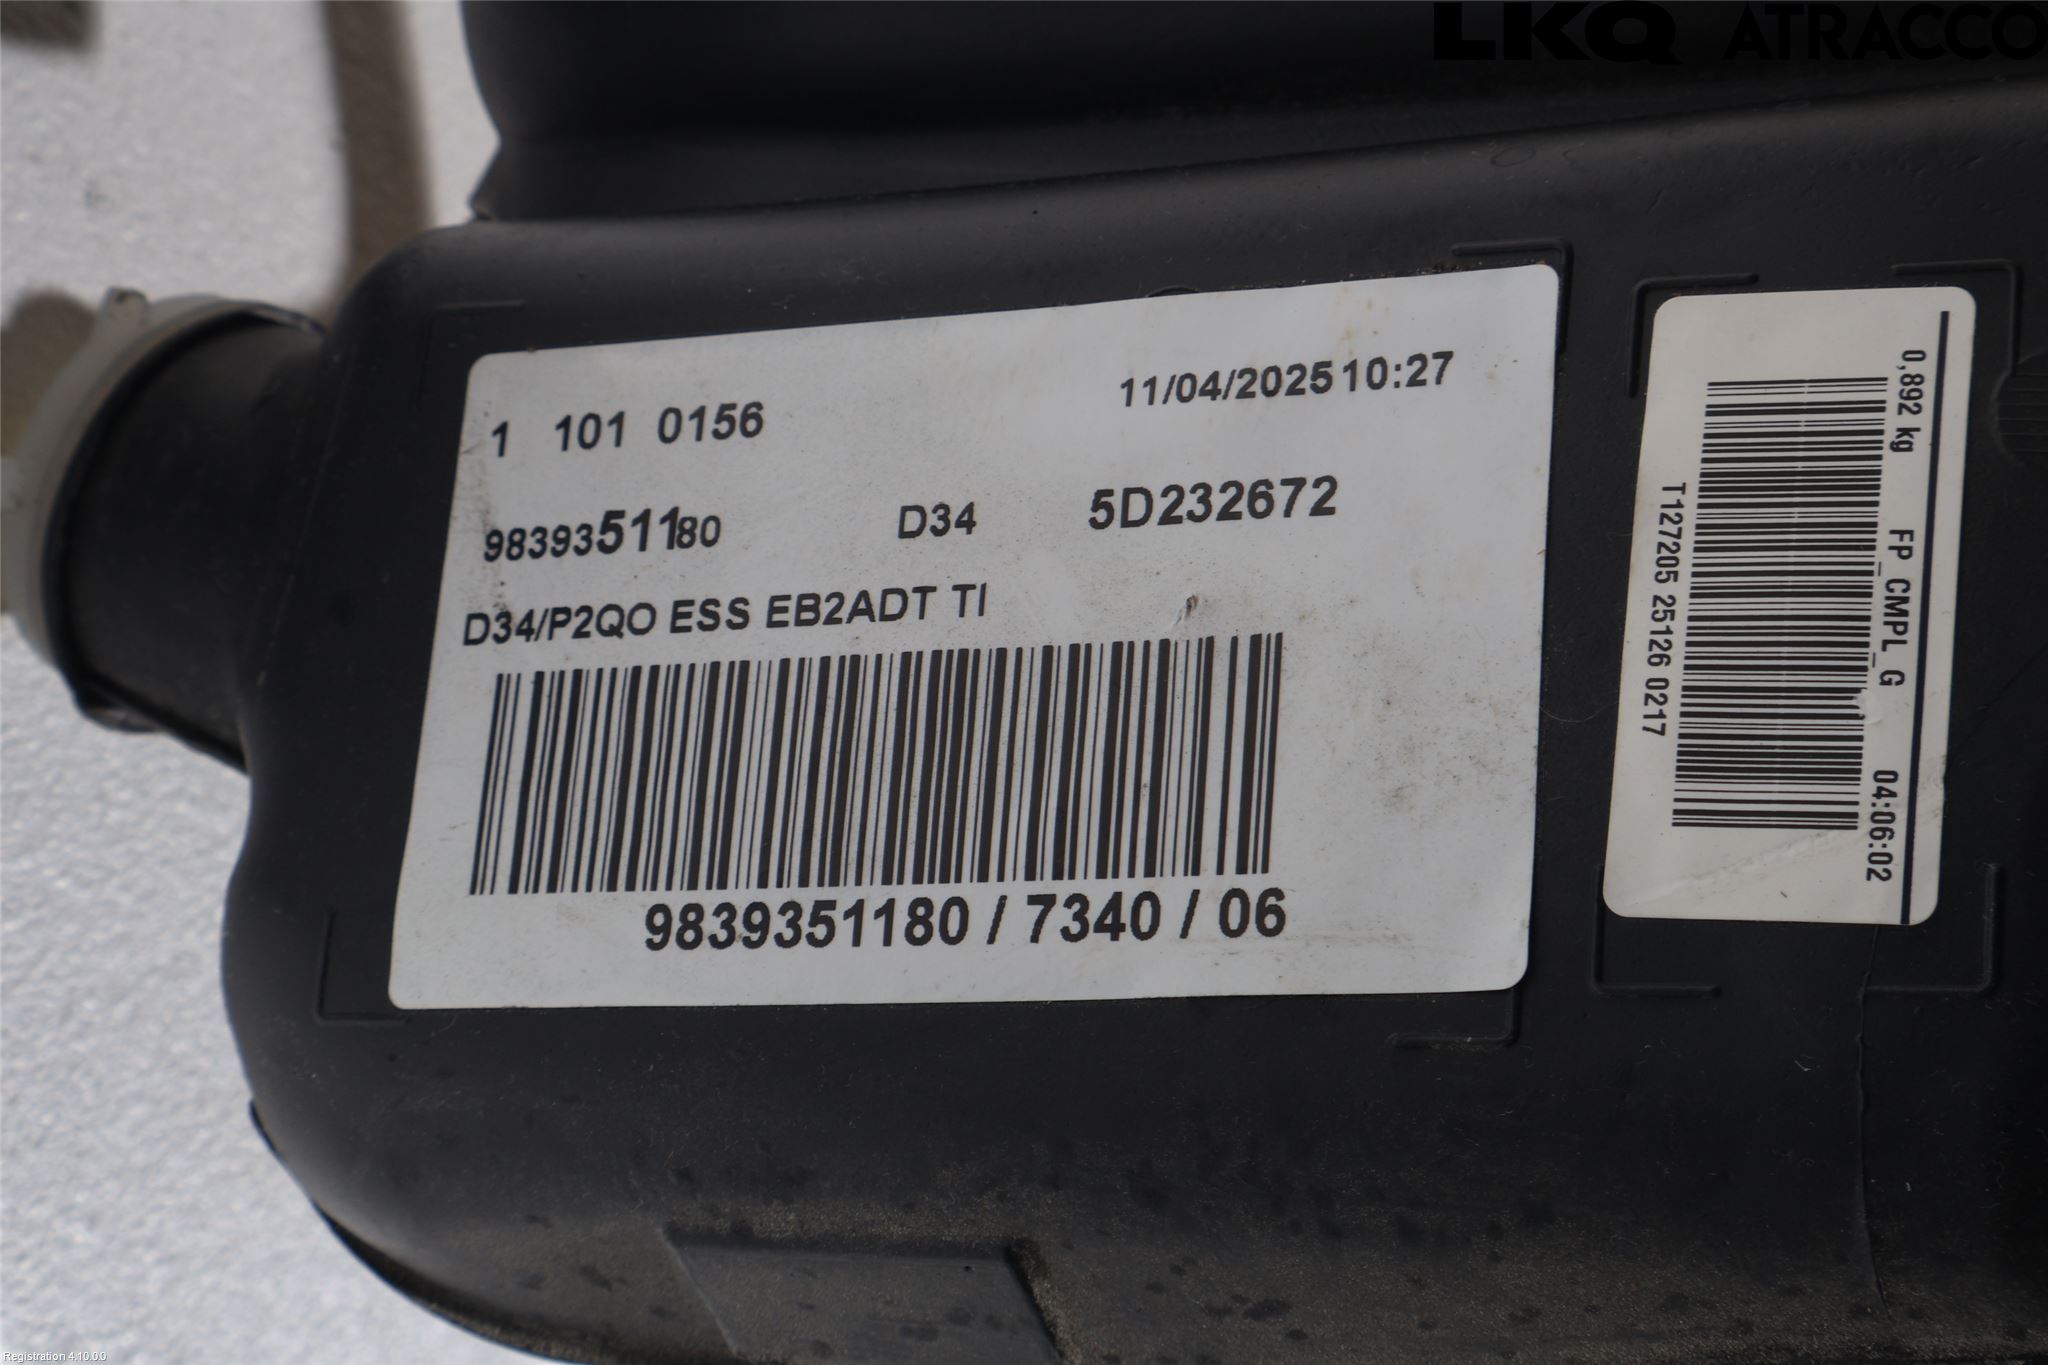 LKQ ATRACCO
1 101 0156 11/04/2025 10:27
9839351180 D34 5D232672
D34/P2QO ESS EB2ADT TI
9839351180 / 7340 / 06
0,892 kg FP_CMPL_G 04:06:02
T127205 25126 0217
Registration 4.10.0.0